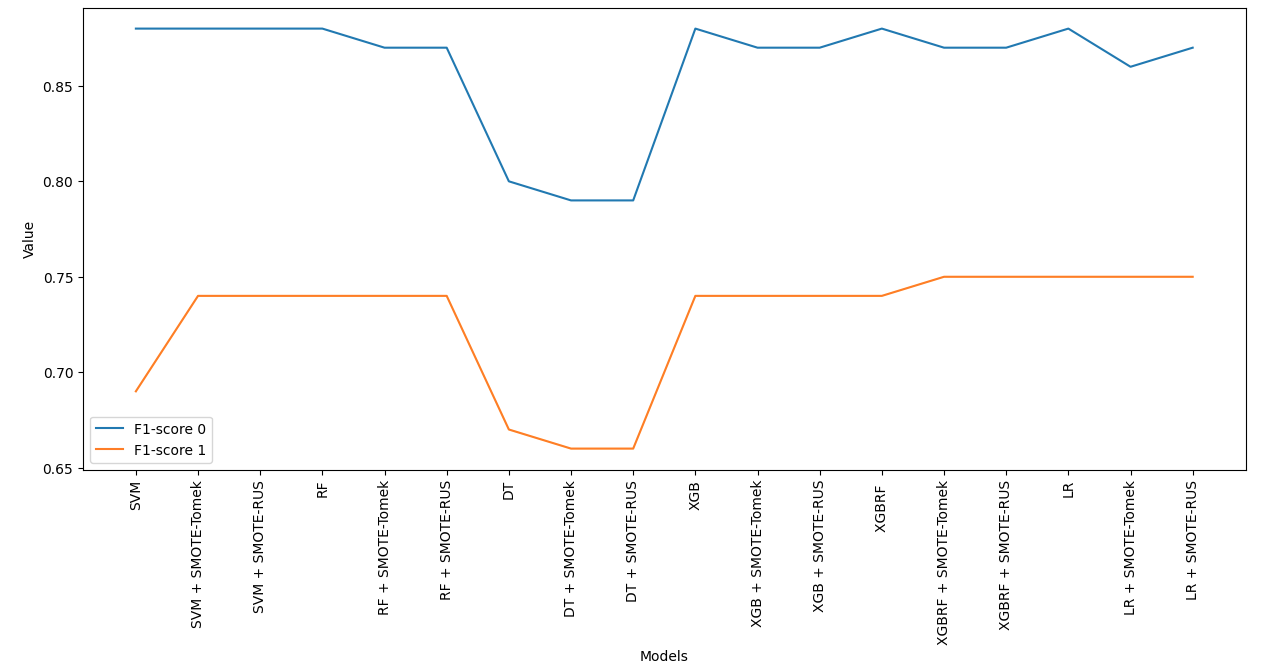 Value
0.85
0.80
0.75
0.70
0.65
F1-score 0
F1-score 1
SVM
SVM + SMOTE-Tomek
SVM + SMOTE-RUS
RF
RF + SMOTE-Tomek
RF + SMOTE-RUS
DT
DT + SMOTE-Tomek
DT + SMOTE-RUS
XGB
XGB + SMOTE-Tomek
XGB + SMOTE-RUS
XGBRF
XGBRF + SMOTE-Tomek
XGBRF + SMOTE-RUS
LR
LR + SMOTE-Tomek
LR + SMOTE-RUS
Models